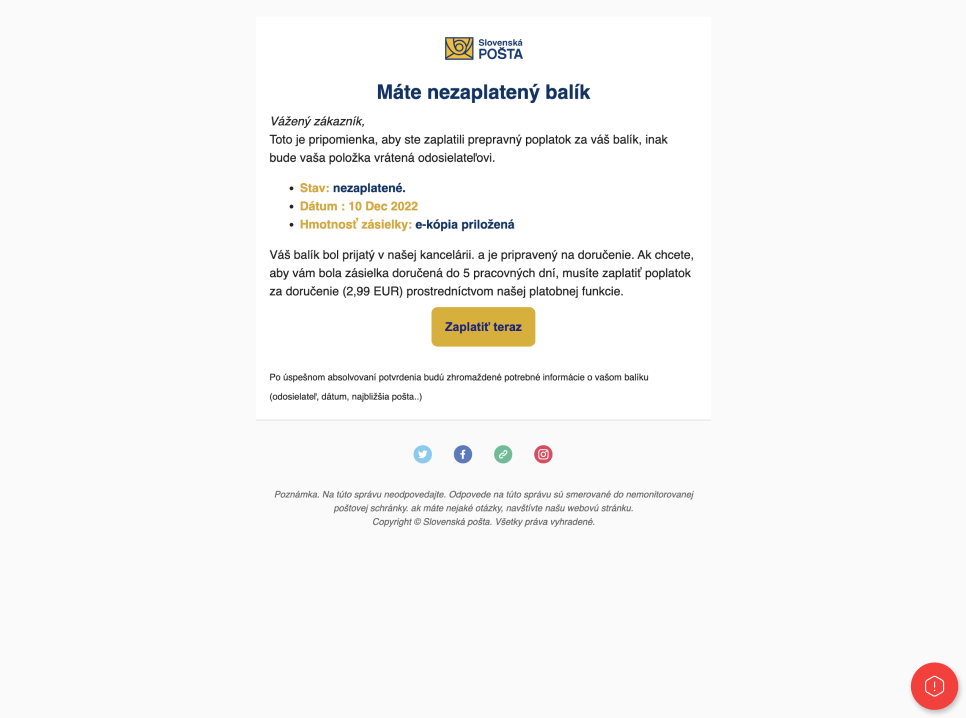 Slovenská
POŠTA
Máte nezaplatený balík
Vážený zákazník,
Toto je pripomienka, aby ste zaplatili prepravný poplatok za váš balík, inak
bude vaša položka vrátená odosielateľovi.
• Stav: nezaplatené.
• Dátum : 10 Dec 2022
• Hmotnosť zásielky: e-kópia priložená
Váš balík bol prijatý v našej kancelárii. a je pripravený na doručenie. Ak chcete,
aby vám bola zásielka doručená do 5 pracovných dní, musíte zaplatiť poplatok
za doručenie (2,99 EUR) prostredníctvom našej platobnej funkcie.
Zaplatiť teraz
Po úspešnom absolvovaní potvrdenia budú zhromaždené potrebné informácie o vašom balíku
(odosielateľ, dátum, najbližšia pošta..)
Poznámka. Na túto správu neodpovedajte. Odpovede na túto správu sú smerované do nemonitorovanej
poštovej schránky. ak máte nejaké otázky, navštívte našu webovú stránku.
Copyright © Slovenská pošta. Všetky práva vyhradené.